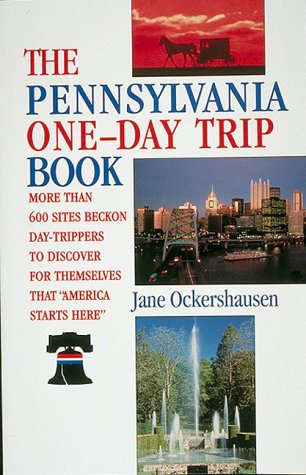 THE
PENNSYLVANIA
ONE-DAY TRIP
BOOK
MORE THAN
600 SITES BECKON
DAY-TRIPPERS
TO DISCOVER
FOR THEMSELVES
THAT "AMERICA
STARTS HERE"
Jane Ockershausen